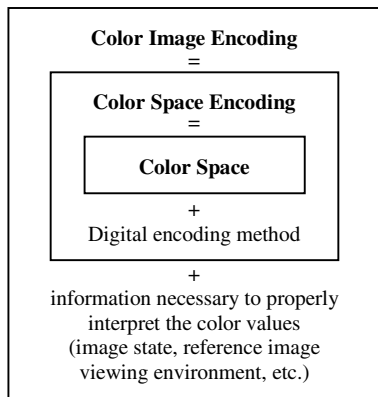 Color Image Encoding
=
Color Space Encoding
=
Color Space
+
Digital encoding method
+
information necessary to properly
interpret the color values
(image state, reference image
viewing environment, etc.)